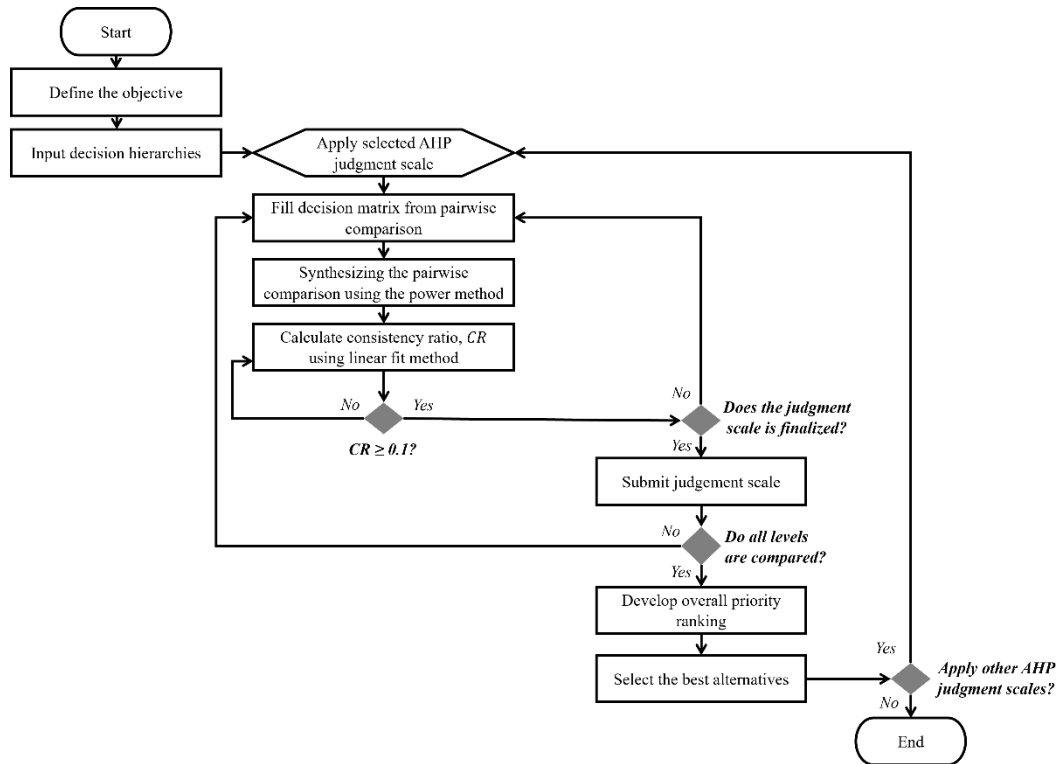 Start
Define the objective
Input decision hierarchies
Apply selected AHP
judgment scale
Fill decision matrix from pairwise
comparison
Synthesizing the pairwise
comparison using the power method
Calculate consistency ratio, CR
using linear fit method
No
Yes
CR ≥ 0.1?
No
Does the judgment
scale is finalized?
Yes
Submit judgement scale
No
Do all levels
are compared?
Yes
Develop overall priority
ranking
Select the best alternatives
Yes
Apply other AHP
judgment scales?
No
End